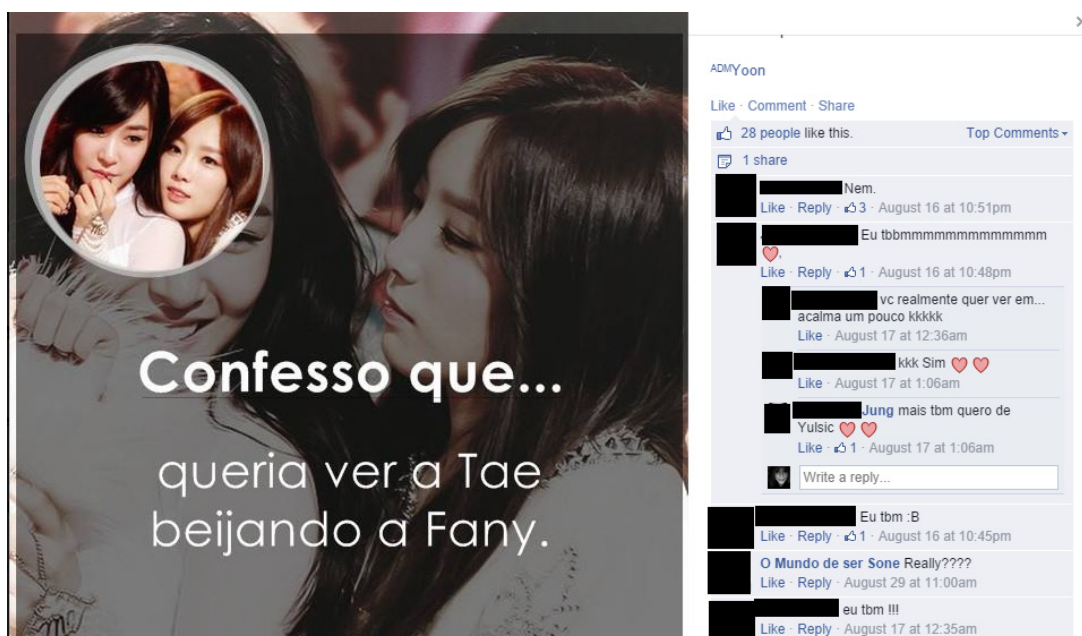 Confesso que...
queria ver a Tae
beijando a Fany.
ADMYoon
Like · Comment · Share
28 people like this.
Top Comments
1 share
Nem.
Like · Reply · 3 · August 16 at 10:51pm
Eu tbbmmmmmmmmmmmmmm
.
Like · Reply · 1 · August 16 at 10:48pm
vc realmente quer ver em...
acalma um pouco kkkkk
Like · August 17 at 12:36am
kkk Sim
Like · August 17 at 1:06am
Jung mais tbm quero de
Yulsic
Like · 1 · August 17 at 1:06am
Write a reply...
Eu tbm :B
Like · Reply · 1 · August 16 at 10:45pm
O Mundo de ser Sone Really????
Like · Reply · August 29 at 11:00am
eu tbm !!!
Like · Reply · August 17 at 12:35am